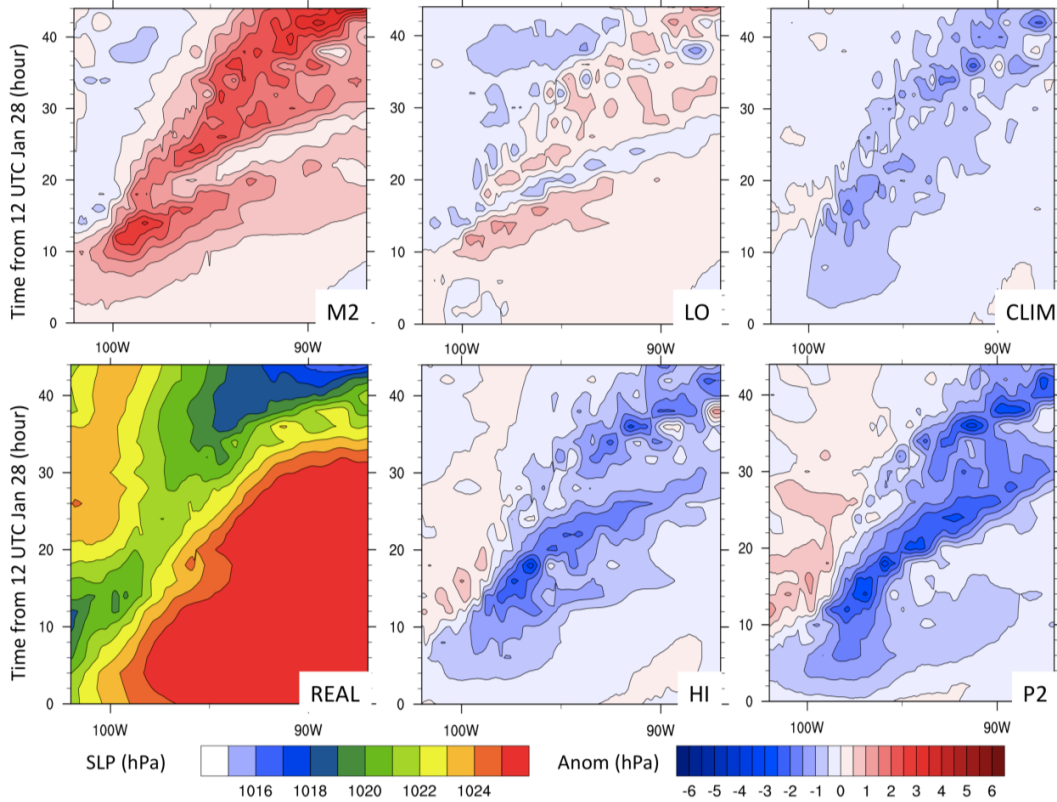 Time from 12 UTC Jan 28 (hour)
40
30
20
10
0
100W
90W
M2
40
30
20
10
0
100W
90W
LO
40
30
20
10
0
100W
90W
CLIM
Time from 12 UTC Jan 28 (hour)
40
30
20
10
0
100W
90W
REAL
40
30
20
10
0
100W
90W
HI
40
30
20
10
0
100W
90W
P2
SLP (hPa)
1016 1018 1020 1022 1024
Anom (hPa)
-6 -5 -4 -3 -2 -1 0 1 2 3 4 5 6